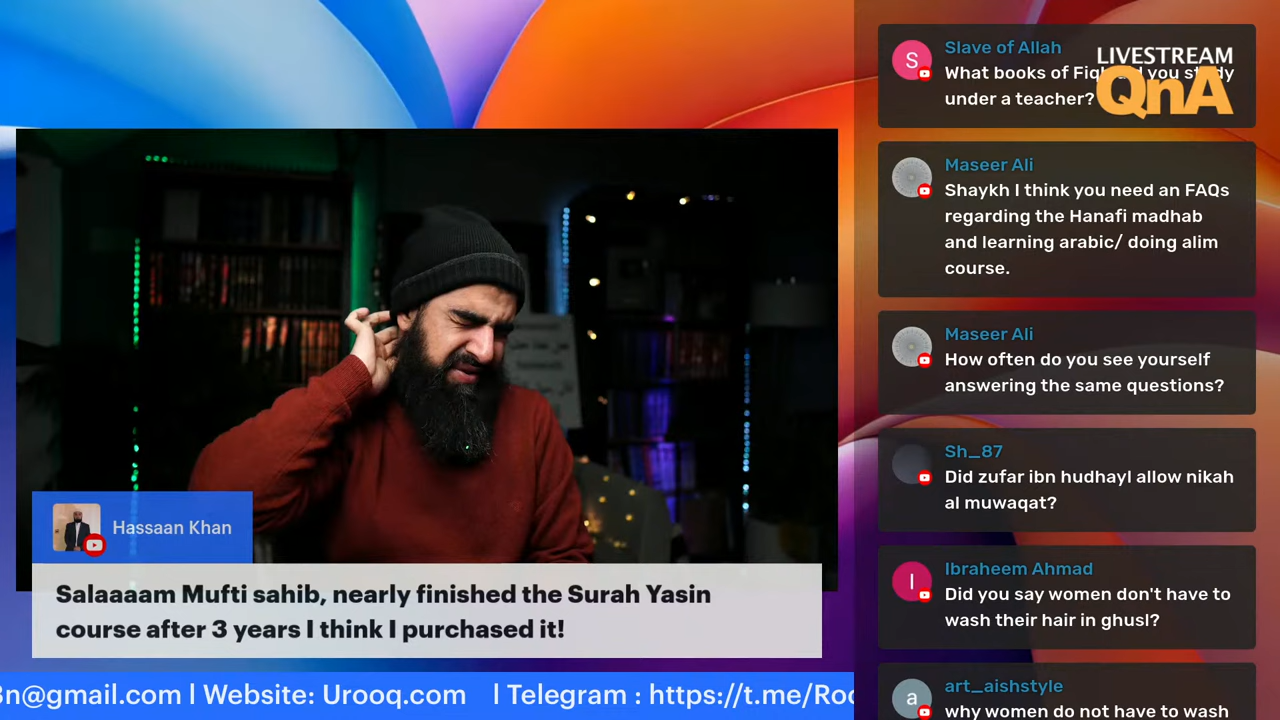 Slave of Allah
What books of Fiqh did you study
under a teacher?
LIVESTREAM
QnA
Maseer Ali
Shaykh I think you need an FAQs
regarding the Hanafi madhab
and learning arabic/ doing alim
course.
Maseer Ali
How often do you see yourself
answering the same questions?
Sh_87
Did zufar ibn hudhayl allow nikah
al muwaqat?
Ibraheem Ahmad
Did you say women don't have to
wash their hair in ghusl?
art_aishstyle
why women do not have to wash
Hassaan Khan
Salaaaam Mufti sahib, nearly finished the Surah Yasin
course after 3 years I think I purchased it!
3n@gmail.com l Website: Urooq.com l Telegram : https://t.me/Roo